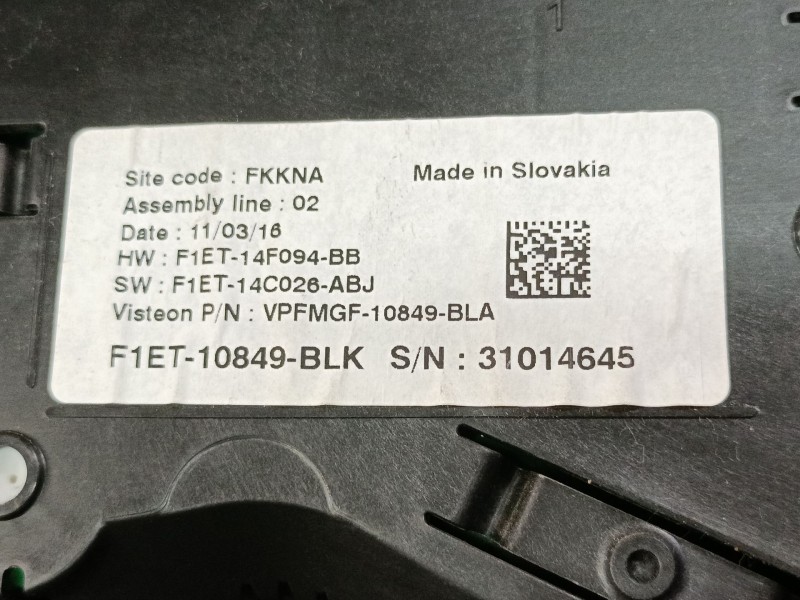 1
Site code : FKKNA
Made in Slovakia
Assembly line : 02
Date : 11/03/16
HW : F1ET-14F094-BB
SW : F1ET-14C026-ABJ
Visteon P/N : VPFMGF-10849-BLA
F1ET-10849-BLK S/N : 31014645